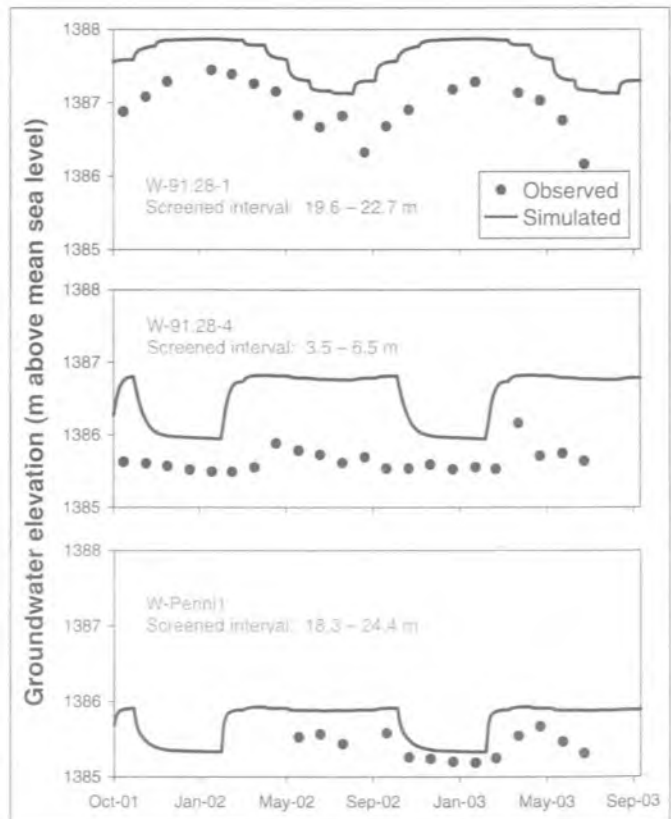 Groundwater elevation (m above mean sea level)
1388
1387
1386
1385
W-91.28-1
Screened interval: 19.6 – 22.7 m
Observed
Simulated
1388
1387
1386
1385
W-91.28-4
Screened interval: 3.5 – 6.5 m
1388
1387
1386
1385
W-Perini1
Screened interval: 18.3 – 24.4 m
Oct-01 Jan-02 May-02 Sep-02 Jan-03 May-03 Sep-03